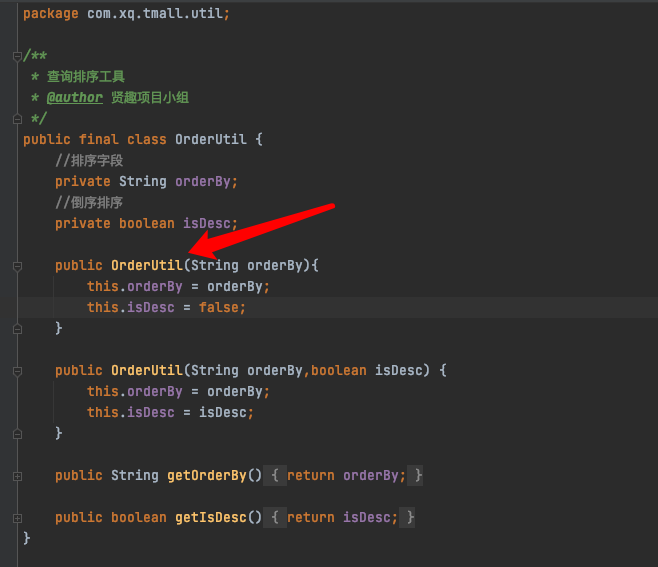 package com.xq.tmall.util;
/**
* 查询排序工具
* @author 贤趣项目小组
*/
public final class OrderUtil {
//排序字段
private String orderBy;
//倒序排序
private boolean isDesc;
public OrderUtil(String orderBy){
this.orderBy = orderBy;
this.isDesc = false;
}
public OrderUtil(String orderBy,boolean isDesc) {
this.orderBy = orderBy;
this.isDesc = isDesc;
}
public String getOrderBy() { return orderBy; }
public boolean getIsDesc() { return isDesc; }
}